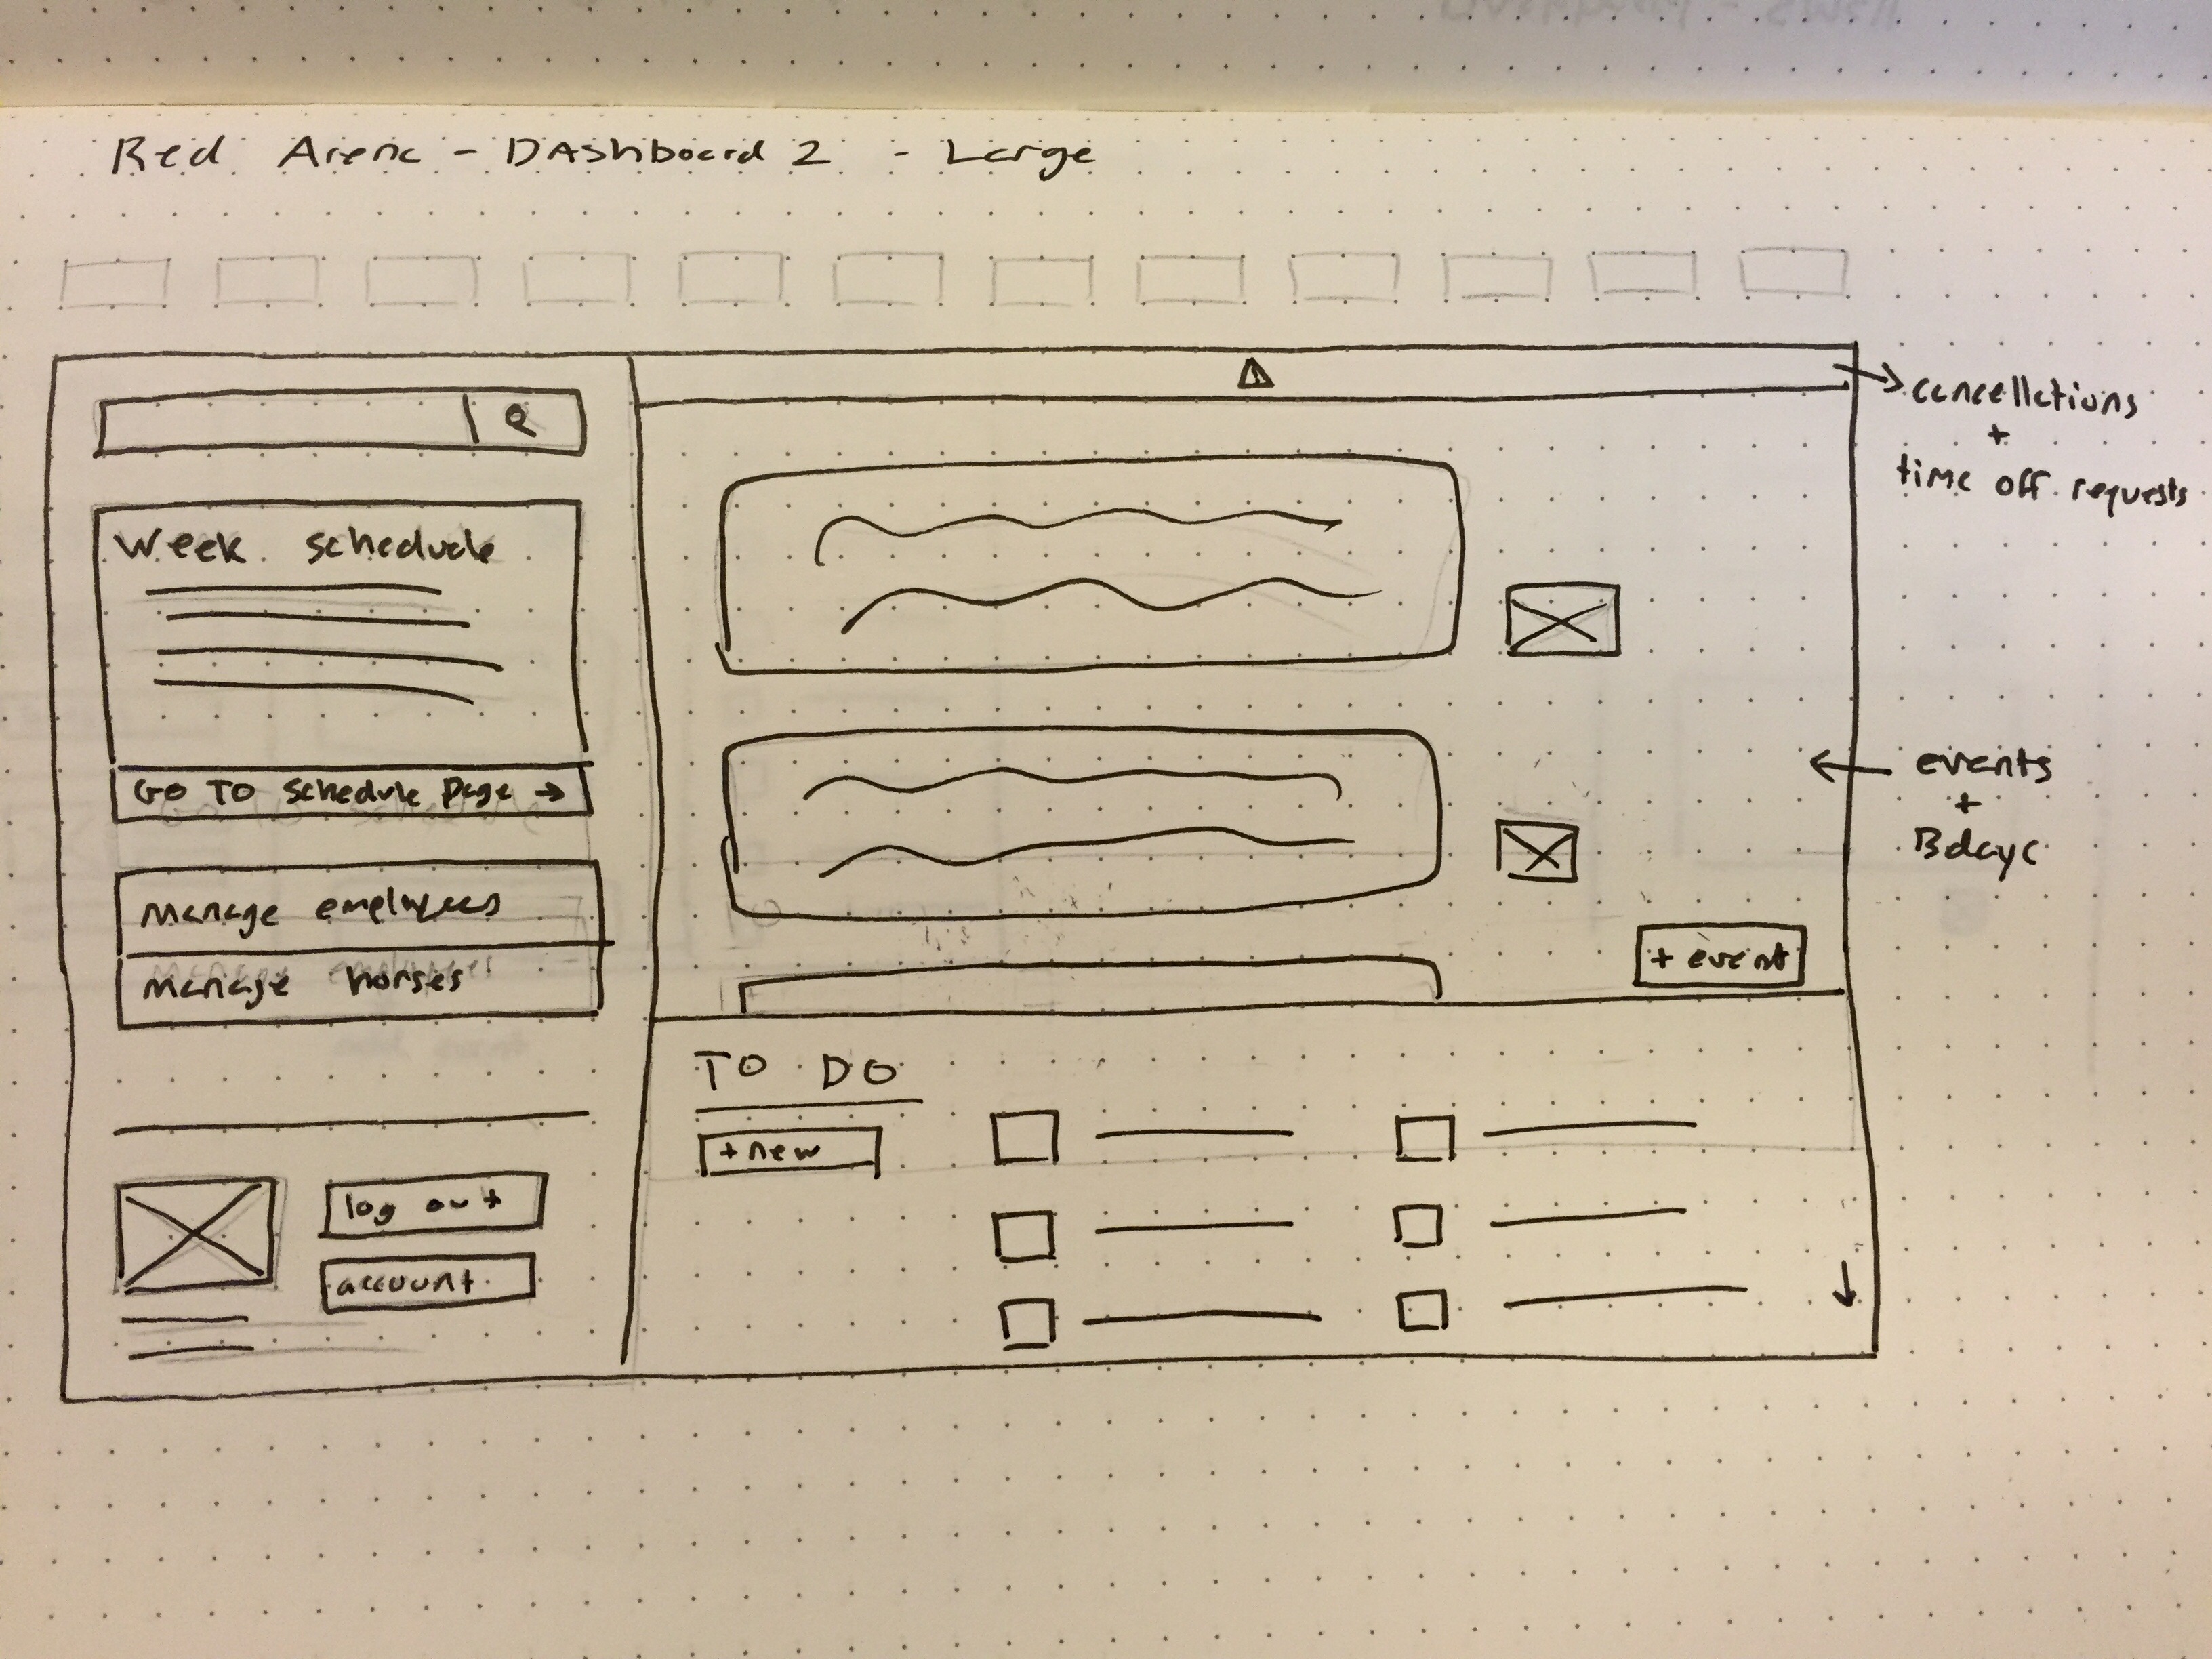 Red Arena - DAshboard 2 - Large
cancellations
+
time off requests
Week schedule
Go To Schedule Page →
manage employees
manage horses
log out
account
events
+
Bdays
+ event
TO DO
+ new